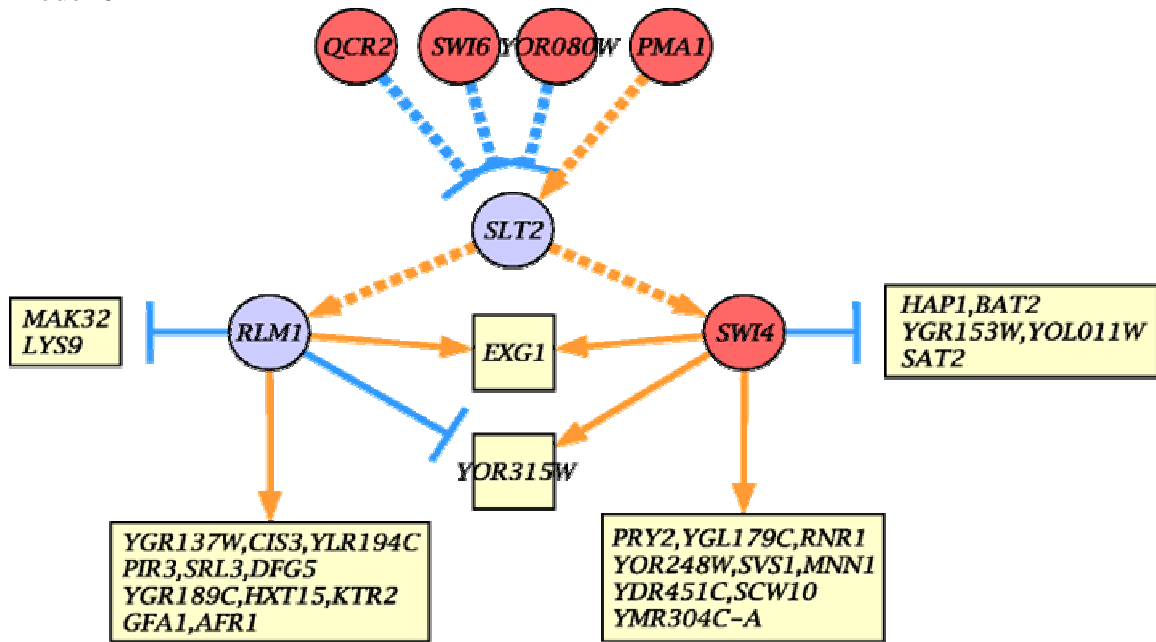 QCR2
SWI6
YOR080W
PMA1
SLT2
MAK32
LYS9
RLM1
EXG1
SWI4
HAP1,BAT2
YGR153W,YOL011W
SAT2
YOR315W
YGR137W,CIS3,YLR194C
PIR3,SRL3,DFG5
YGR189C,HXT15,KTR2
GFA1,AFR1
PRY2,YGL179C,RNR1
YOR248W,SVS1,MNN1
YDR451C,SCW10
YMR304C-A